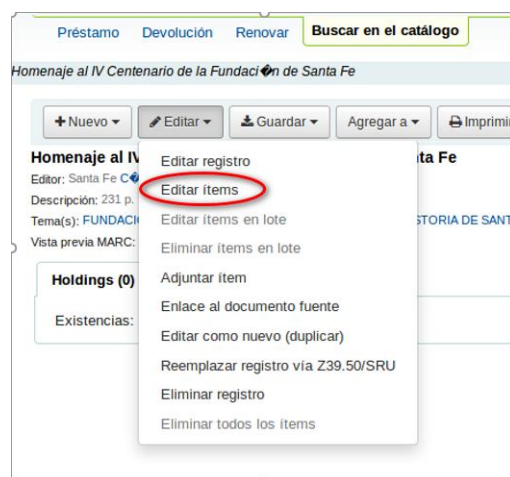 Préstamo Devolución Renovar Buscar en el catálogo
Homenaje al IV Centenario de la Fundaci�n de Santa Fe
Nuevo Editar Guardar Agregar a Imprimir
Homenaje al IV ta Fe
Editor: Santa Fe C�
Descripción: 231 p.
Tema(s): FUNDACI STORIA DE SANT
Vista previa MARC:
Holdings (0)
Existencias:
Editar registro
Editar ítems
Editar ítems en lote
Eliminar ítems en lote
Adjuntar ítem
Enlace al documento fuente
Editar como nuevo (duplicar)
Reemplazar registro vía Z39.50/SRU
Eliminar registro
Eliminar todos los ítems